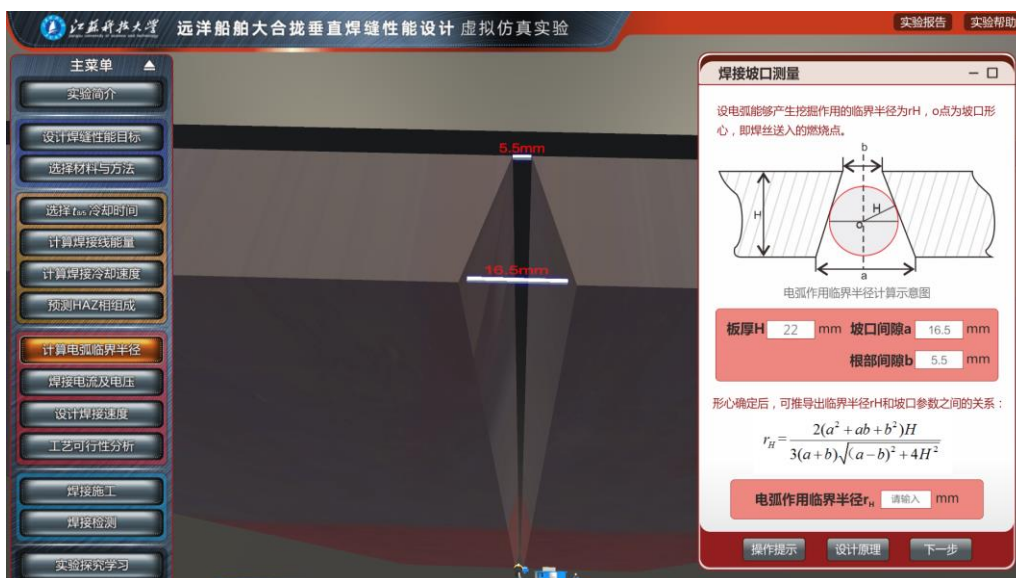 江苏科技大学 远洋船舶大合拢垂直焊缝性能设计 虚拟仿真实验
实验报告 实验帮助
主菜单
实验简介
设计焊缝性能目标
选择材料与方法
选择t8/5冷却时间
计算焊接线能量
计算焊接冷却速度
预测HAZ相组成
计算电弧临界半径
焊接电流及电压
设计焊接速度
工艺可行性分析
焊接施工
焊接检测
实验探究学习
5.5mm
16.5mm
焊接坡口测量
设电弧能够产生挖掘作用的临界半径为rH，o点为坡口形
心，即焊丝送入的燃烧点。
b
H
H
o
a
电弧作用临界半径计算示意图
板厚H 22 mm 坡口间隙a 16.5 mm
根部间隙b 5.5 mm
形心确定后，可推导出临界半径rH和坡口参数之间的关系：
r_H = 2(a² + ab + b²)H / 3(a + b)√((a − b)² + 4H²)
电弧作用临界半径rH 请输入 mm
操作提示 设计原理 下一步